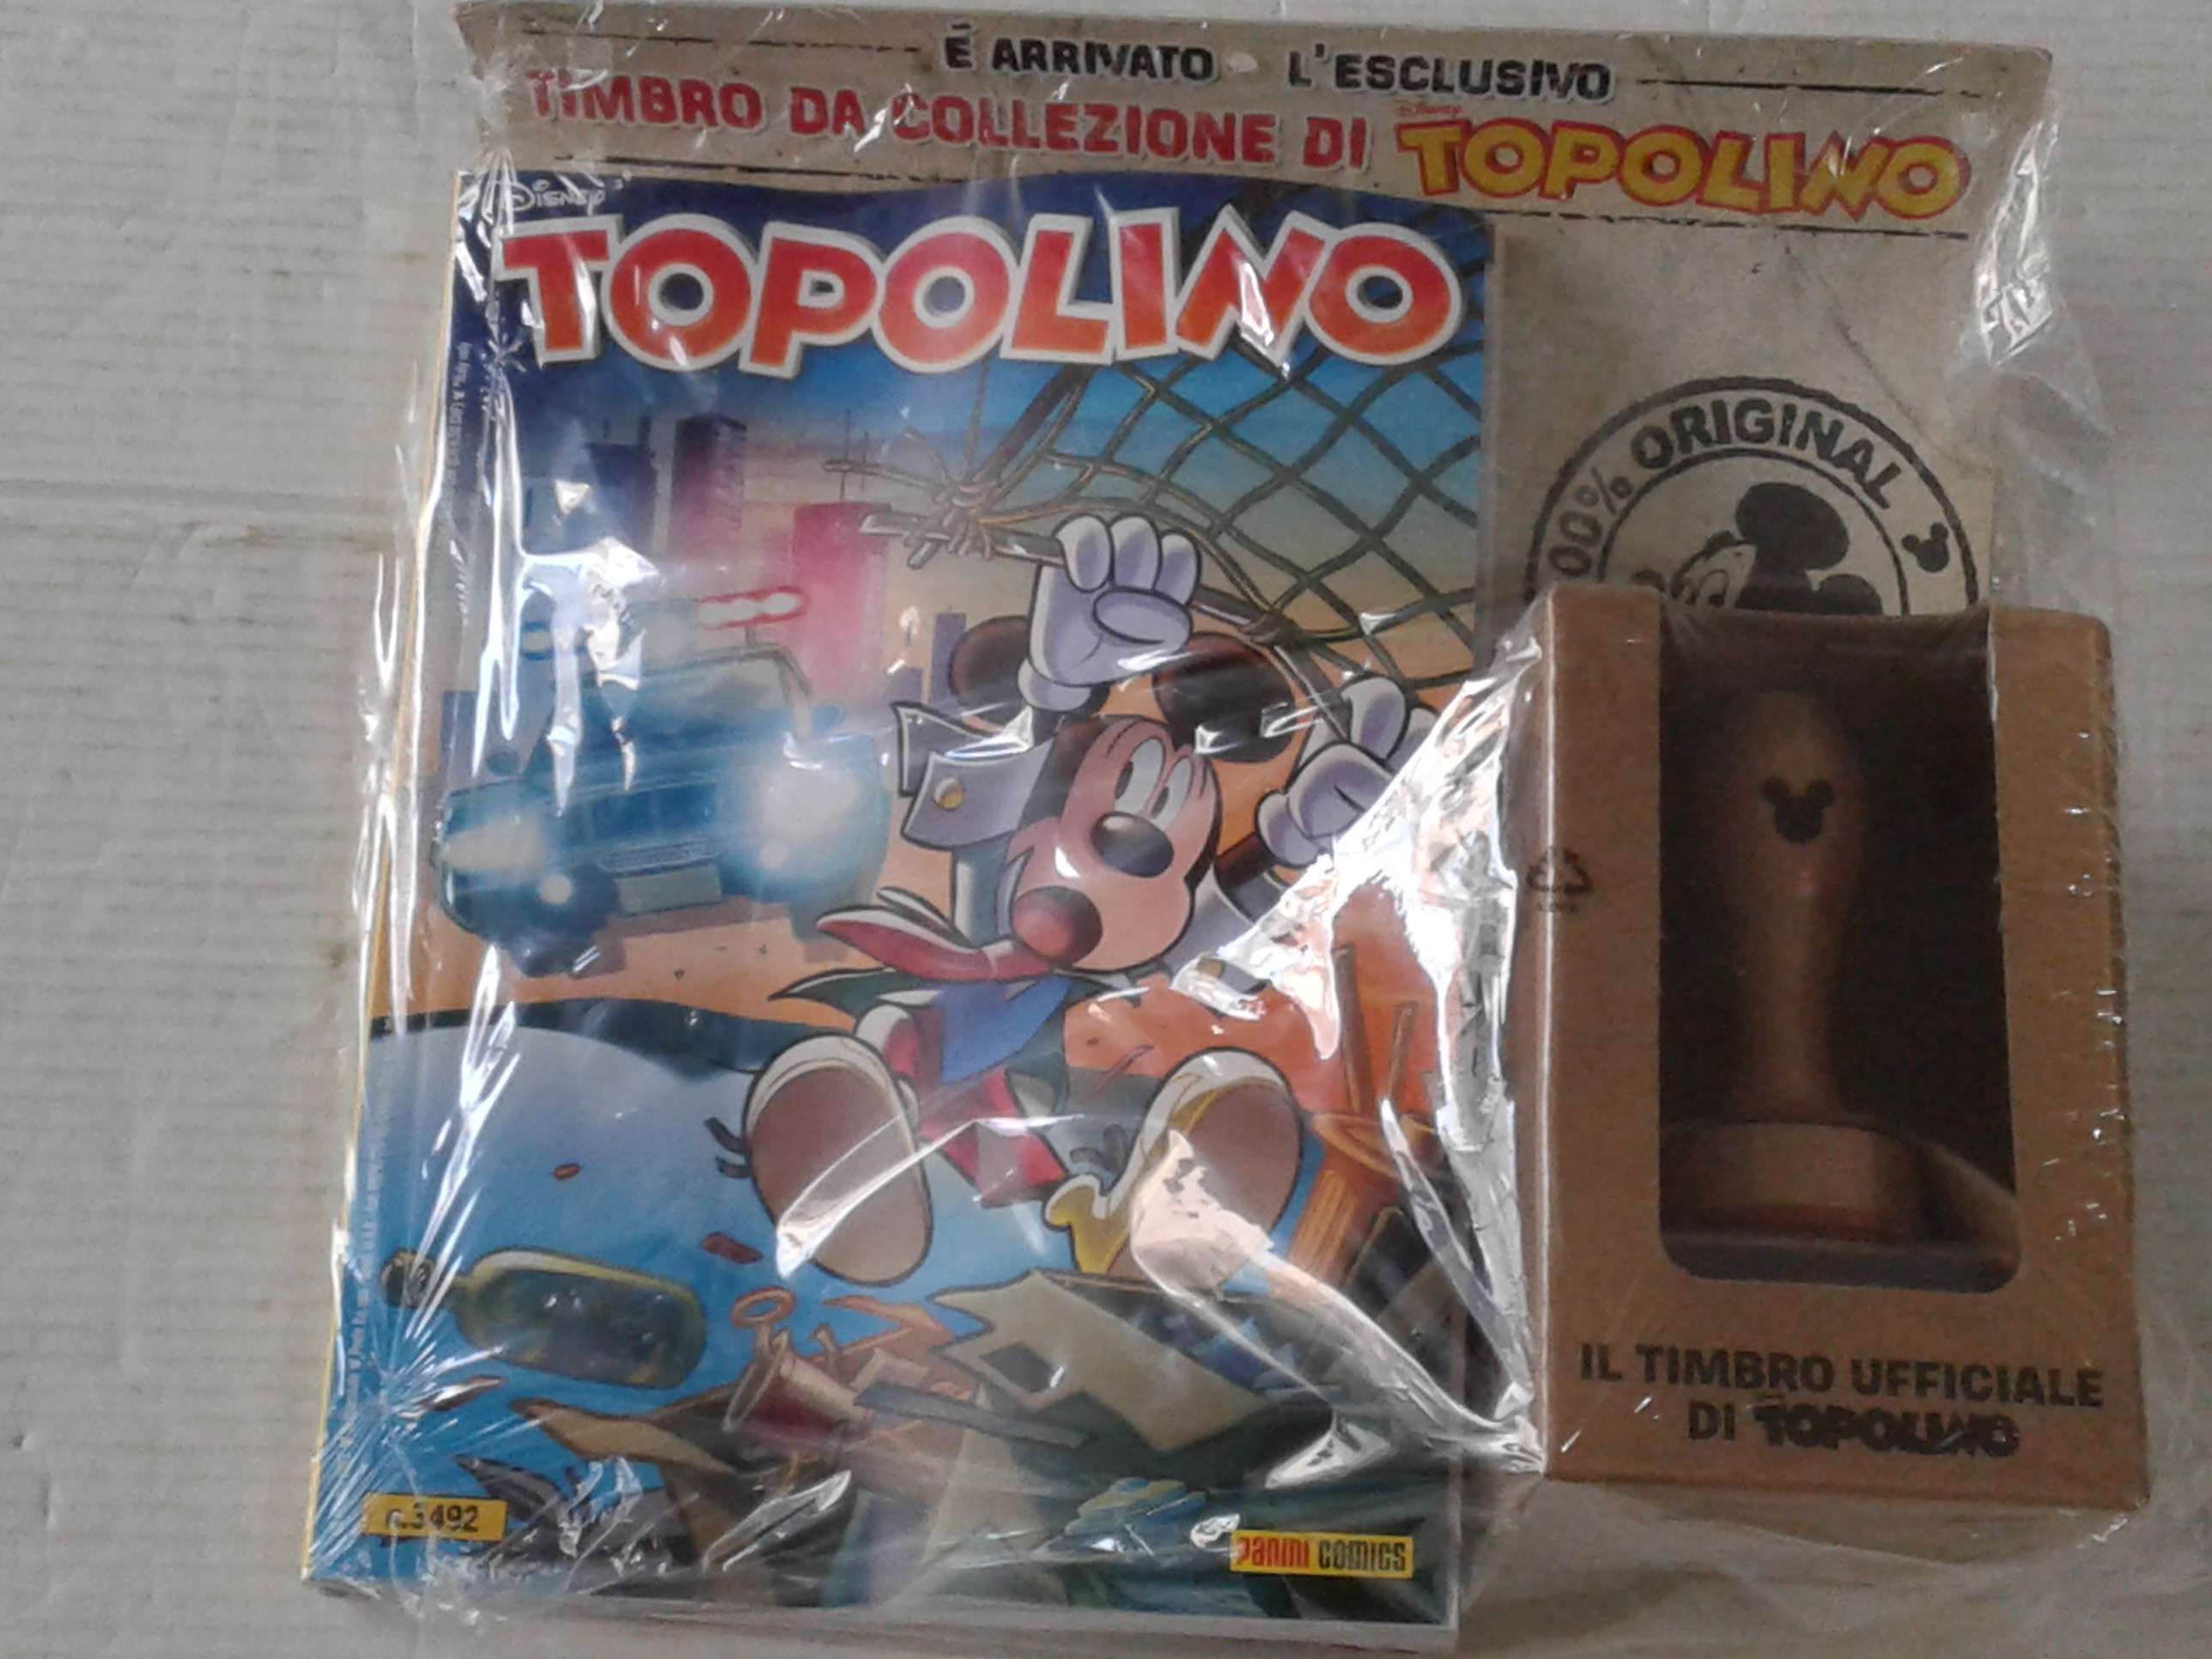 È ARRIVATO L'ESCLUSIVO
TIMBRO DA COLLEZIONE DI Disney TOPOLINO
DISNEY
TOPOLINO
100% ORIGINAL
IL TIMBRO UFFICIALE
DI TOPOLINO
n.3492
PANINI COMICS